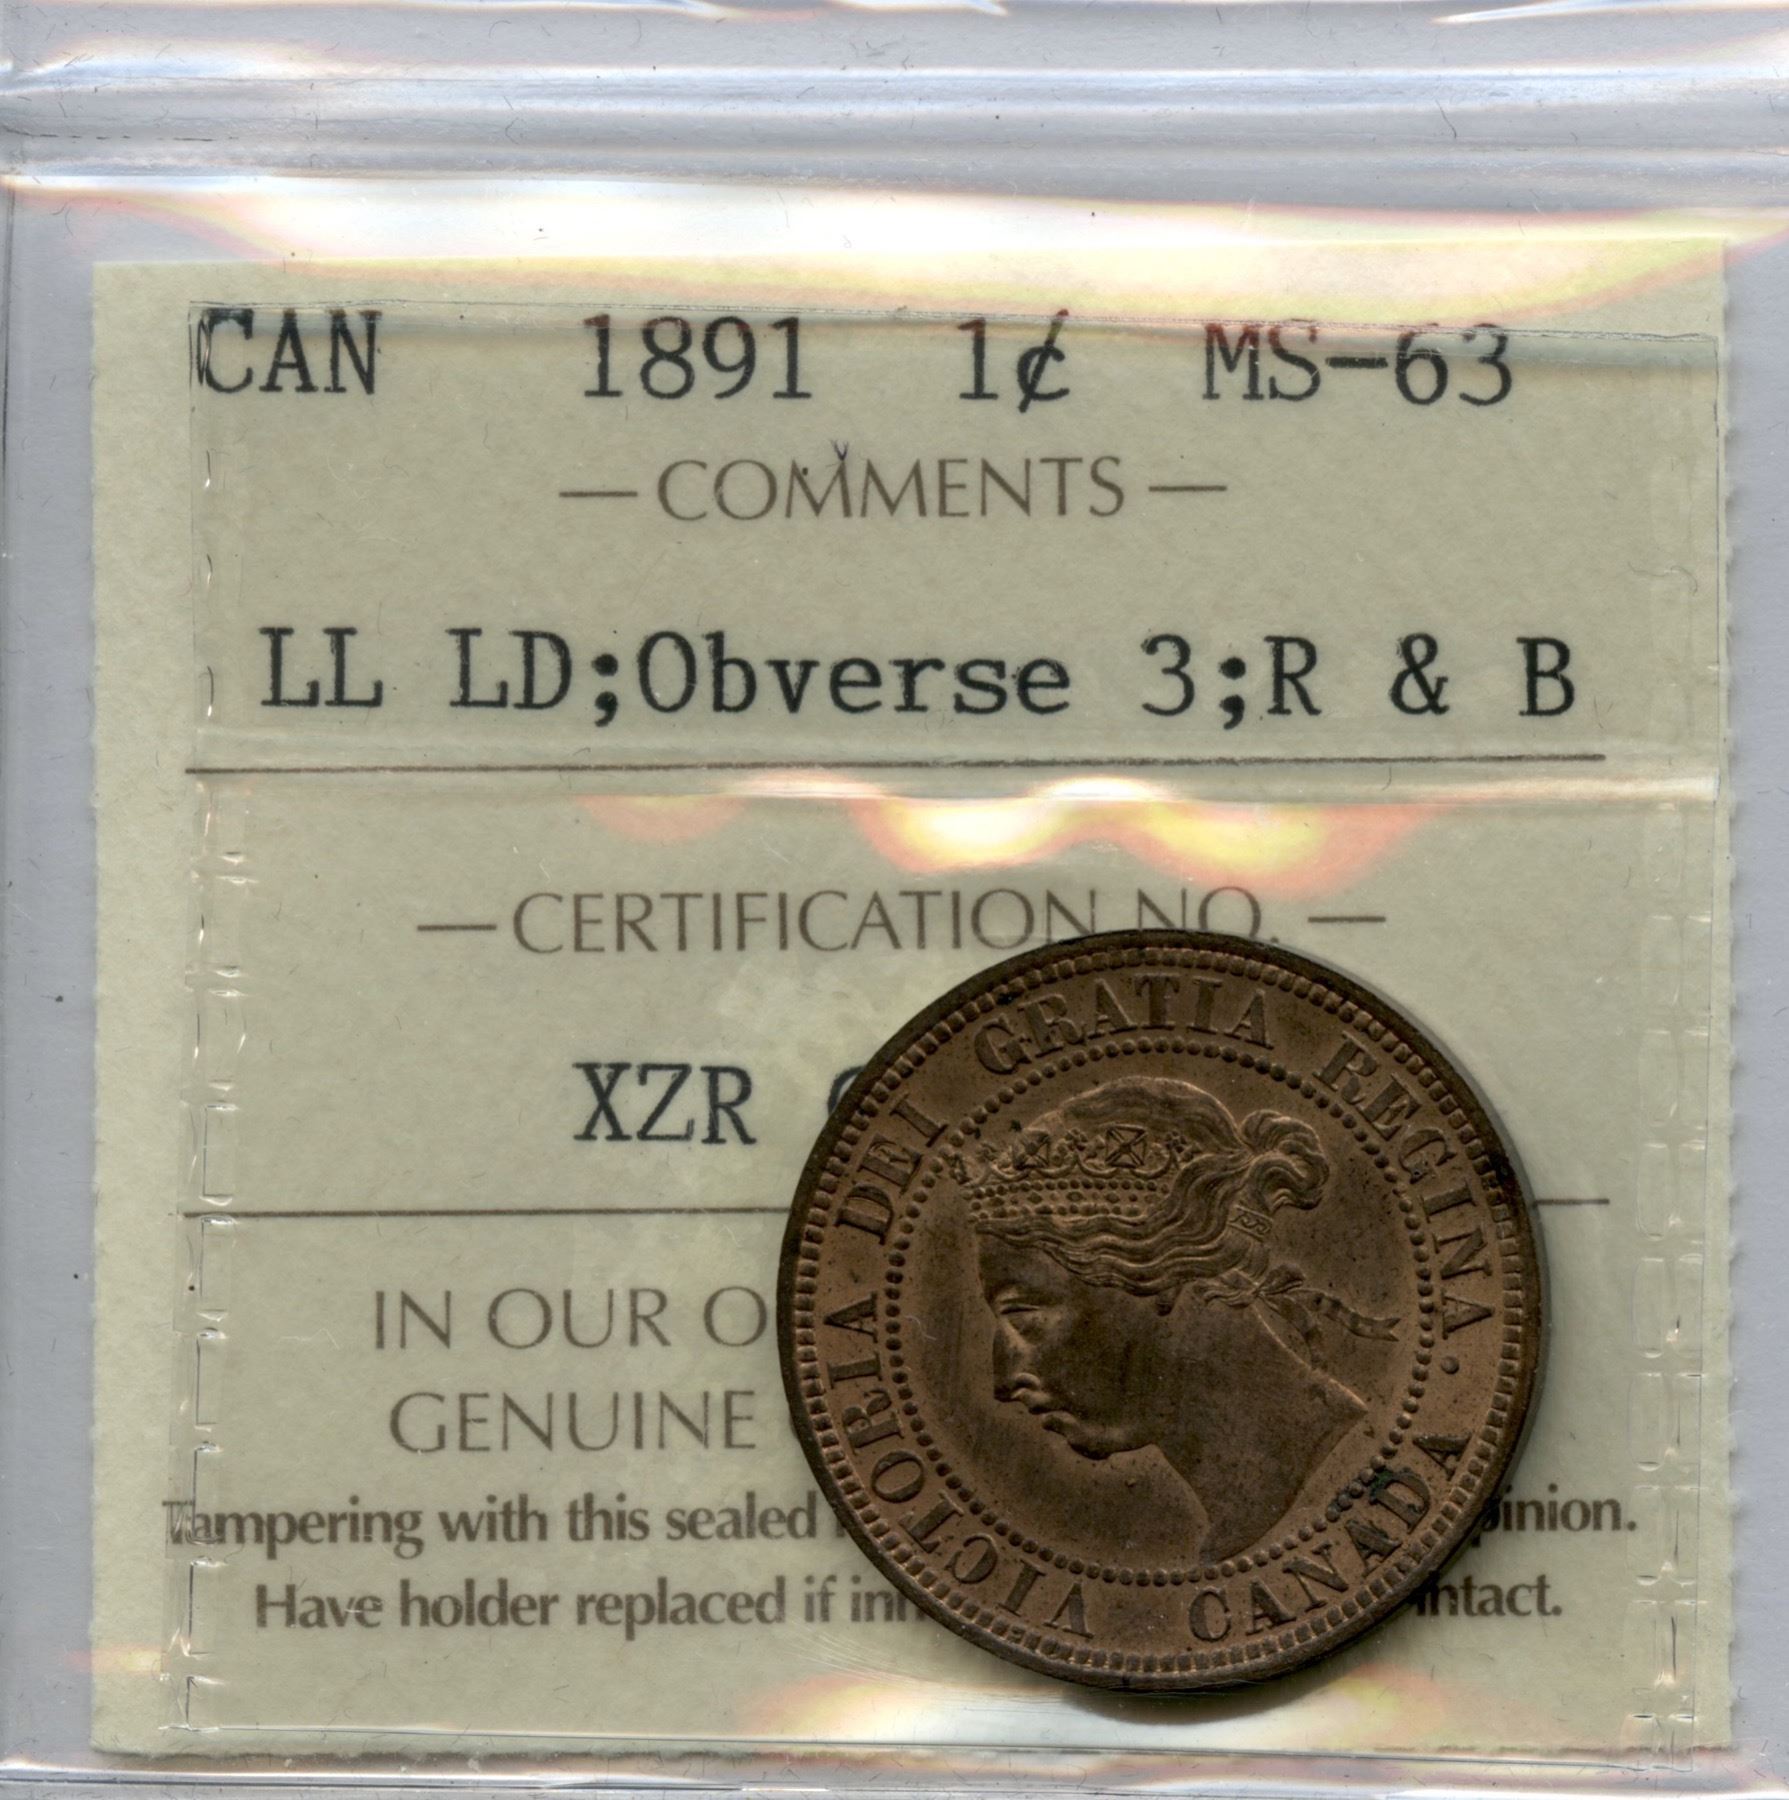 CAN 1891 1¢ MS-63
— COMMENTS —
LL LD;Obverse 3;R & B
— CERTIFICATION NO. —
XZR
IN OUR
GENUINE
Tampering with this sealed
Have holder replaced if intact.
VICTORIA DEI GRATIA REGINA. CANADA